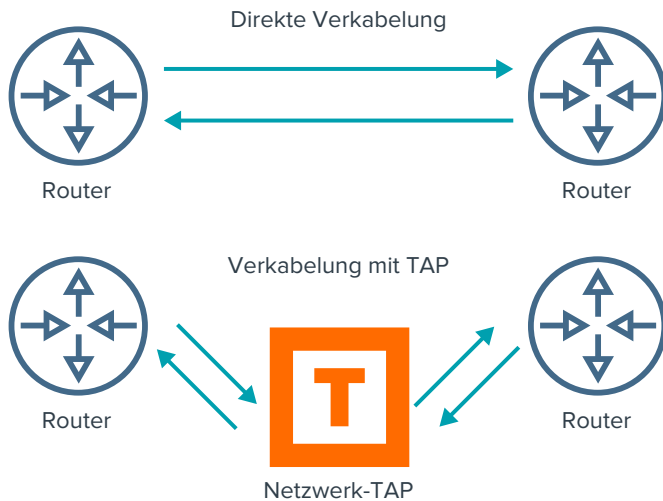 Direkte Verkabelung
Router
Router
Verkabelung mit TAP
T
Router
Router
Netzwerk-TAP